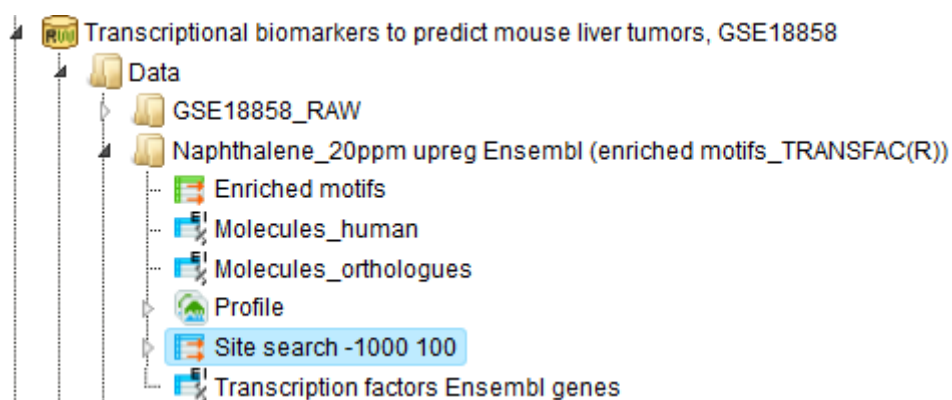 Transcriptional biomarkers to predict mouse liver tumors, GSE18858
Data
GSE18858_RAW
Naphthalene_20ppm upreg Ensembl (enriched motifs_TRANSFAC(R))
Enriched motifs
Molecules_human
Molecules_orthologues
Profile
Site search -1000 100
Transcription factors Ensembl genes